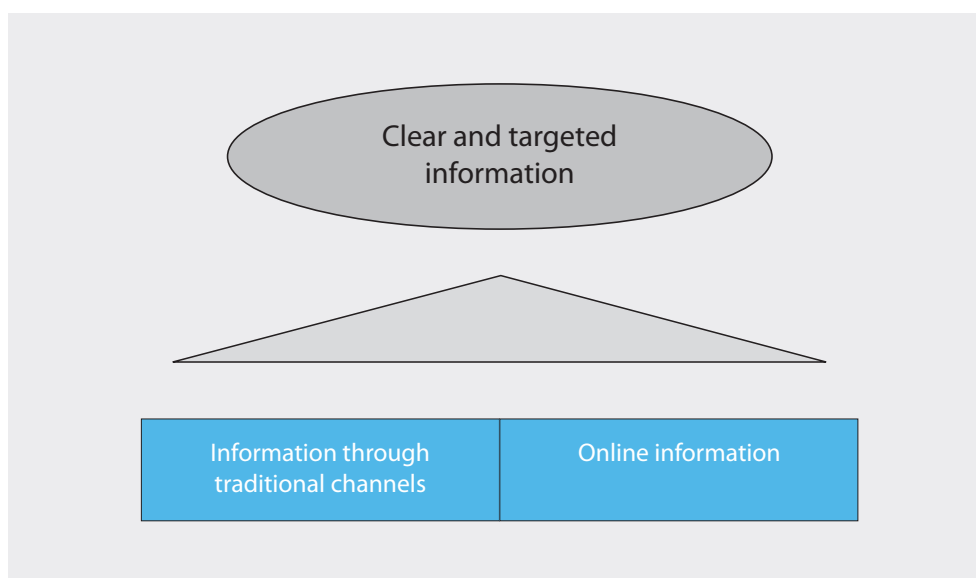 Clear and targeted
information
Information through
traditional channels
Online information